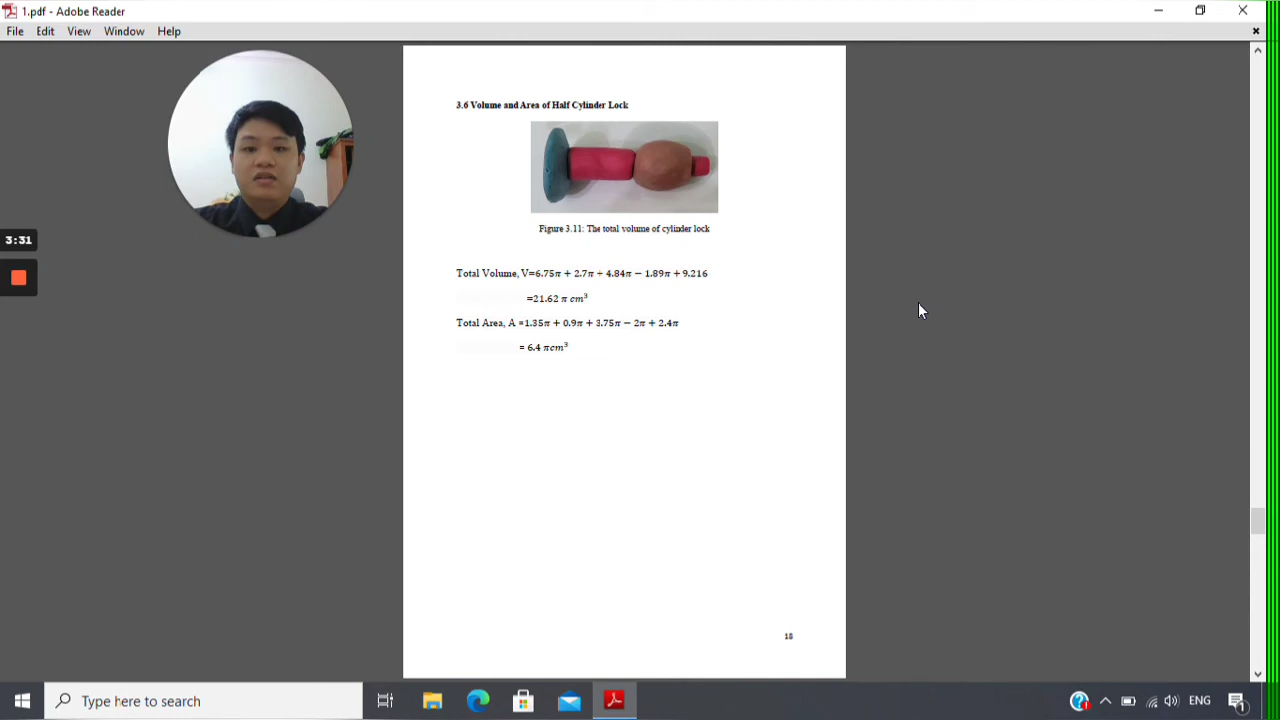 1.pdf - Adobe Reader
File Edit View Window Help
3.6 Volume and Area of Half Cylinder Lock
Figure 3.11: The total volume of cylinder lock
Total Volume, V=6.75π + 2.7π + 4.84π − 1.89π + 9.216
=21.62 π cm³
Total Area, A =1.35π + 0.9π + 3.75π − 2π + 2.4π
= 6.4 πcm³
3:31
18
Type here to search
ENG
1